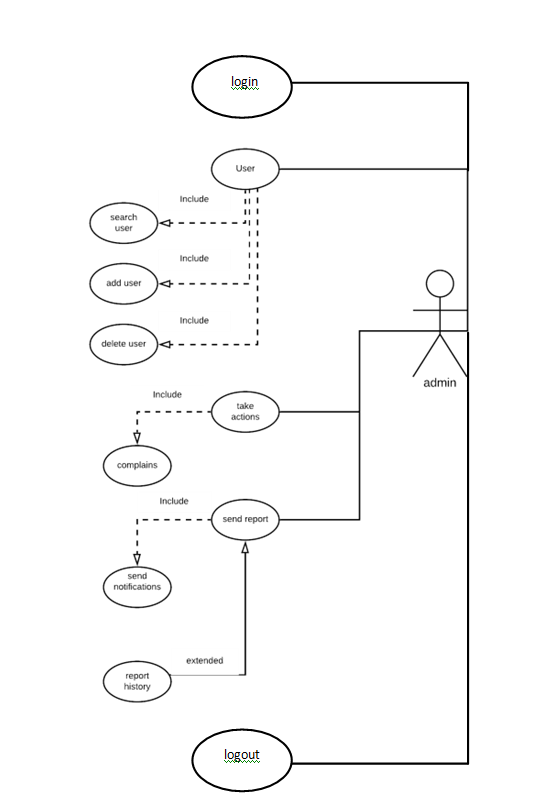 login
User
Include
search
user
Include
add user
Include
delete user
admin
Include
take
actions
complains
Include
send report
send
notifications
extended
report
history
logout